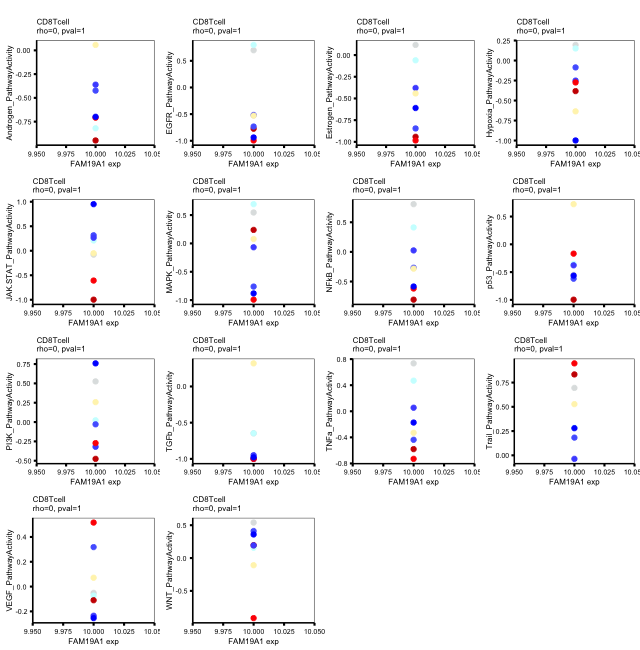 CD8Tcell
rho=0, pval=1
Androgen_PathwayActivity
0.00
-0.25
-0.50
-0.75
9.950 9.975 10.000 10.025 10.05
FAM19A1 exp
CD8Tcell
rho=0, pval=1
EGFR_PathwayActivity
0.5
0.0
-0.5
-1.0
9.950 9.975 10.000 10.025 10.05
FAM19A1 exp
CD8Tcell
rho=0, pval=1
Estrogen_PathwayActivity
0.00
-0.25
-0.50
-0.75
-1.00
9.950 9.975 10.000 10.025 10.05
FAM19A1 exp
CD8Tcell
rho=0, pval=1
Hypoxia_PathwayActivity
0.25
0.00
-0.25
-0.50
-0.75
-1.00
9.950 9.975 10.000 10.025 10.05
FAM19A1 exp
CD8Tcell
rho=0, pval=1
JAK-STAT_PathwayActivity
1.0
0.5
0.0
-0.5
-1.0
9.950 9.975 10.000 10.025 10.05
FAM19A1 exp
CD8Tcell
rho=0, pval=1
MAPK_PathwayActivity
0.5
0.0
-0.5
-1.0
9.950 9.975 10.000 10.025 10.05
FAM19A1 exp
CD8Tcell
rho=0, pval=1
NFkB_PathwayActivity
0.5
0.0
-0.5
9.950 9.975 10.000 10.025 10.05
FAM19A1 exp
CD8Tcell
rho=0, pval=1
p53_PathwayActivity
0.5
0.0
-0.5
-1.0
9.950 9.975 10.000 10.025 10.05
FAM19A1 exp
CD8Tcell
rho=0, pval=1
PI3K_PathwayActivity
0.75
0.50
0.25
0.00
-0.25
-0.50
9.950 9.975 10.000 10.025 10.05
FAM19A1 exp
CD8Tcell
rho=0, pval=1
TGFb_PathwayActivity
0.0
-0.5
-1.0
9.950 9.975 10.000 10.025 10.05
FAM19A1 exp
CD8Tcell
rho=0, pval=1
TNFa_PathwayActivity
0.8
0.4
0.0
-0.4
-0.8
9.950 9.975 10.000 10.025 10.05
FAM19A1 exp
CD8Tcell
rho=0, pval=1
Trail_PathwayActivity
0.75
0.50
0.25
0.00
9.950 9.975 10.000 10.025 10.05
FAM19A1 exp
CD8Tcell
rho=0, pval=1
VEGF_PathwayActivity
0.4
0.2
0.0
-0.2
9.950 9.975 10.000 10.025 10.05
FAM19A1 exp
CD8Tcell
rho=0, pval=1
WNT_PathwayActivity
0.5
0.0
-0.5
9.950 9.975 10.000 10.025 10.050
FAM19A1 exp